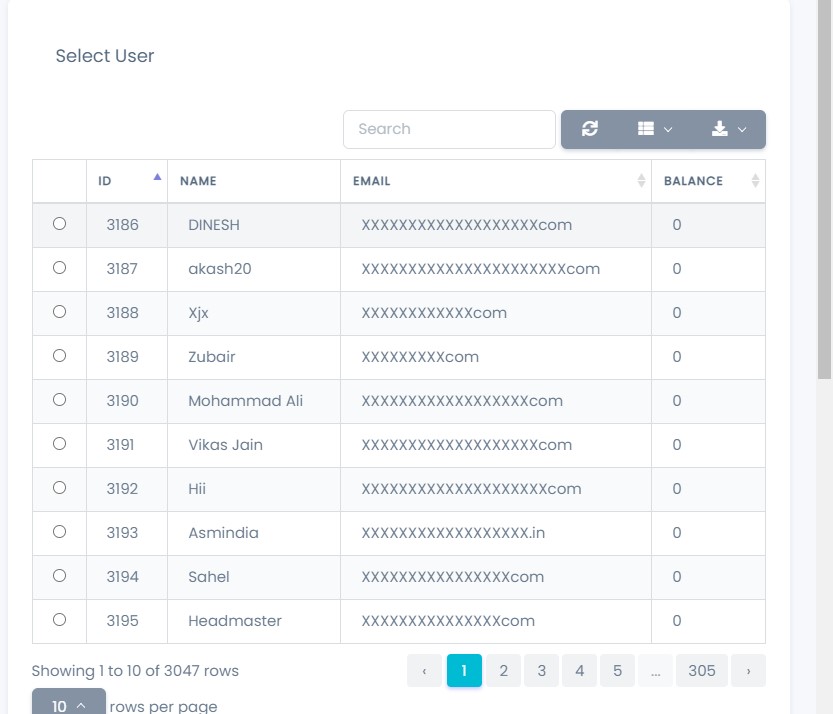 Select User
Search
ID NAME EMAIL BALANCE
3186 DINESH XXXXXXXXXXXXXXXXXXXcom 0
3187 akash20 XXXXXXXXXXXXXXXXXXXXXXcom 0
3188 Xjx XXXXXXXXXXXXcom 0
3189 Zubair XXXXXXXXXcom 0
3190 Mohammad Ali XXXXXXXXXXXXXXXXXXcom 0
3191 Vikas Jain XXXXXXXXXXXXXXXXXXXcom 0
3192 Hii XXXXXXXXXXXXXXXXXXXXcom 0
3193 Asmindia XXXXXXXXXXXXXXXXXX.in 0
3194 Sahel XXXXXXXXXXXXXXXXcom 0
3195 Headmaster XXXXXXXXXXXXXXXcom 0
Showing 1 to 10 of 3047 rows ‹ 1 2 3 4 5 ... 305 ›
10 rows per page